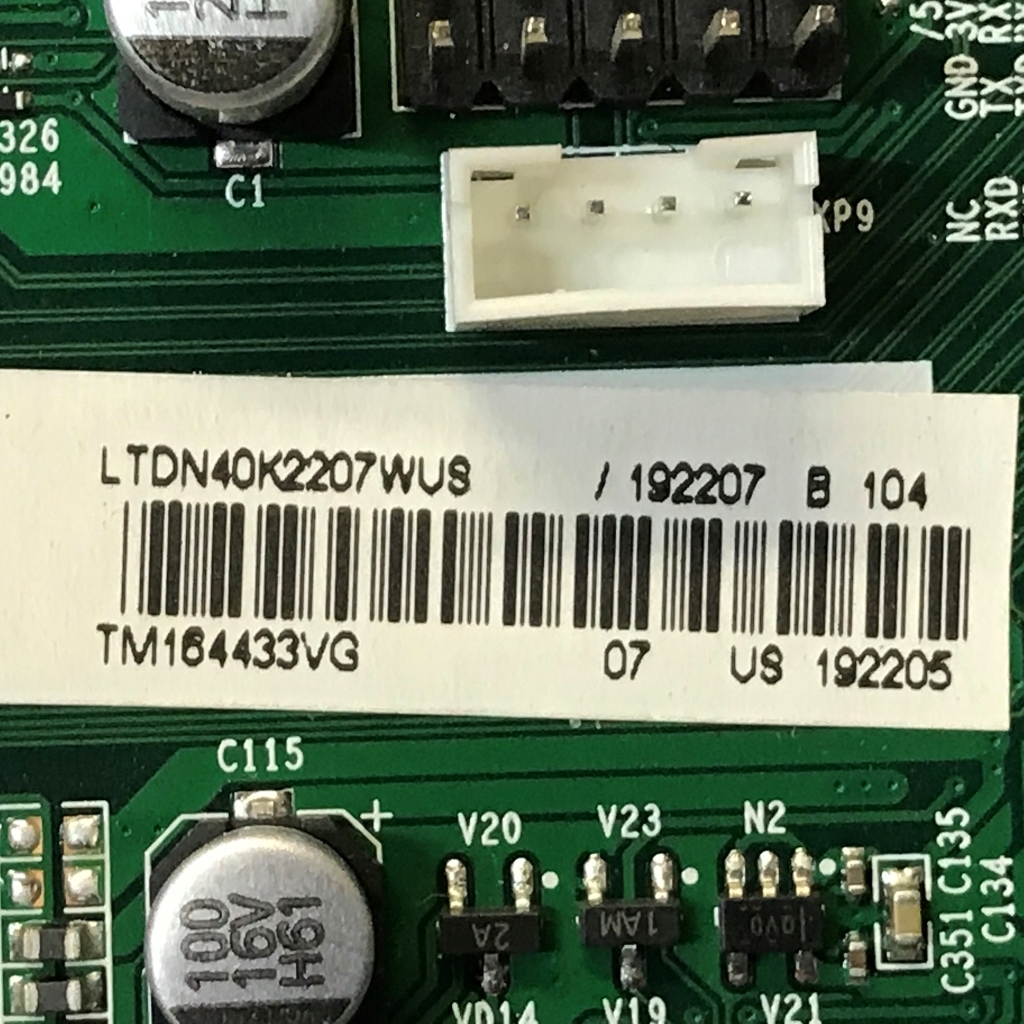 326
984
C1
XP9
GND 3V
TX RX
NC
RXD
LTDN40K2207WUS / 192207 B 104
TM164433VG 07 US 192205
C115
+
V20
V23
N2
100
16V
H61
2A
1AM
C135
C134
C351
VD14
V19
V21